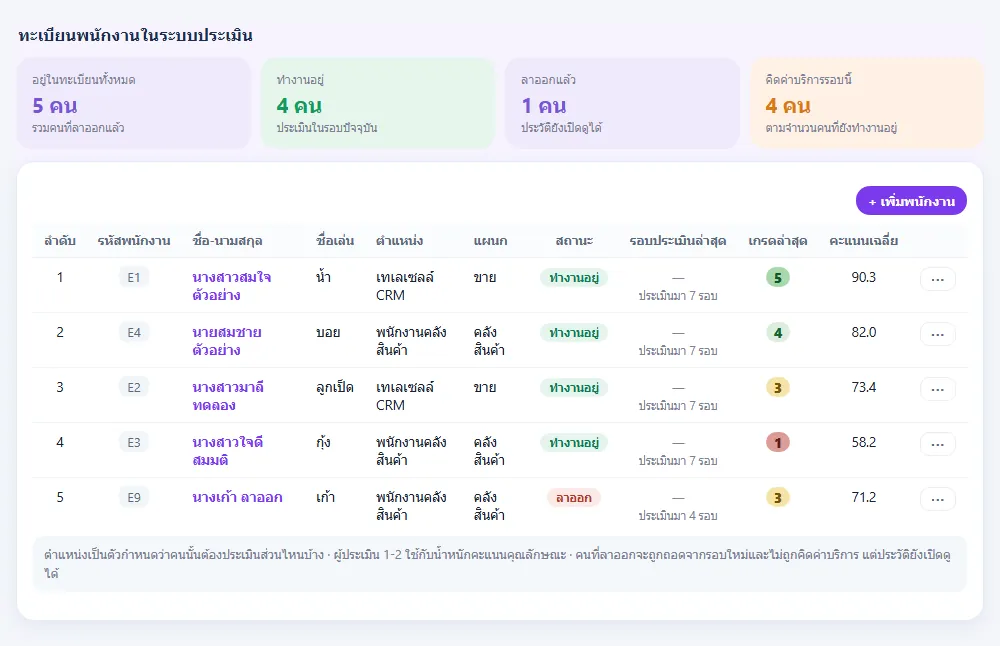 ทะเบียนพนักงานในระบบประเมิน
อยู่ในทะเบียนทั้งหมด
5 คน
รวมคนที่ลาออกแล้ว
ทำงานอยู่
4 คน
ประเมินในรอบปัจจุบัน
ลาออกแล้ว
1 คน
ประวัติยังเปิดดูได้
คิดค่าบริการรอบนี้
4 คน
ตามจำนวนคนที่ยังทำงานอยู่
+ เพิ่มพนักงาน
ลำดับ รหัสพนักงาน ชื่อ-นามสกุล ชื่อเล่น ตำแหน่ง แผนก สถานะ รอบประเมินล่าสุด เกรดล่าสุด คะแนนเฉลี่ย
1 E1 นางสาวสมใจ น้ำ เทเลเซลล์ ขาย ทำงานอยู่ — 5 90.3 ...
ตัวอย่าง CRM ประเมินมา 7 รอบ
2 E4 นายสมชาย บอย พนักงานคลัง คลัง ทำงานอยู่ — 4 82.0 ...
ตัวอย่าง สินค้า สินค้า ประเมินมา 7 รอบ
3 E2 นางสาวมาลี ลูกเป็ด เทเลเซลล์ ขาย ทำงานอยู่ — 3 73.4 ...
ทดลอง CRM ประเมินมา 7 รอบ
4 E3 นางสาวใจดี กุ้ง พนักงานคลัง คลัง ทำงานอยู่ — 1 58.2 ...
สมมติ สินค้า สินค้า ประเมินมา 7 รอบ
5 E9 นางเก้า ลาออก เก้า พนักงานคลัง คลัง ลาออก — 3 71.2 ...
สินค้า สินค้า ประเมินมา 4 รอบ
ตำแหน่งเป็นตัวกำหนดว่าคนนั้นต้องประเมินส่วนไหนบ้าง · ผู้ประเมิน 1-2 ใช้กับน้ำหนักคะแนนคุณลักษณะ · คนที่ลาออกจะถูกถอดจากรอบใหม่และไม่ถูกคิดค่าบริการ แต่ประวัติยังเปิดดู
ได้